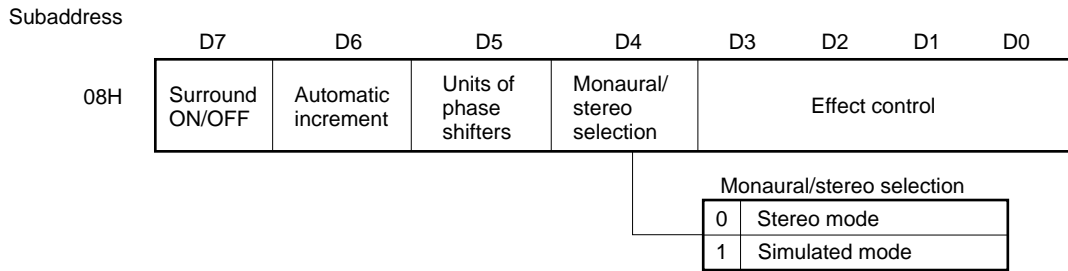 Subaddress
D7 D6 D5 D4 D3 D2 D1 D0
08H
Surround
ON/OFF
Automatic
increment
Units of
phase
shifters
Monaural/
stereo
selection
Effect control
Monaural/stereo selection
0 Stereo mode
1 Simulated mode